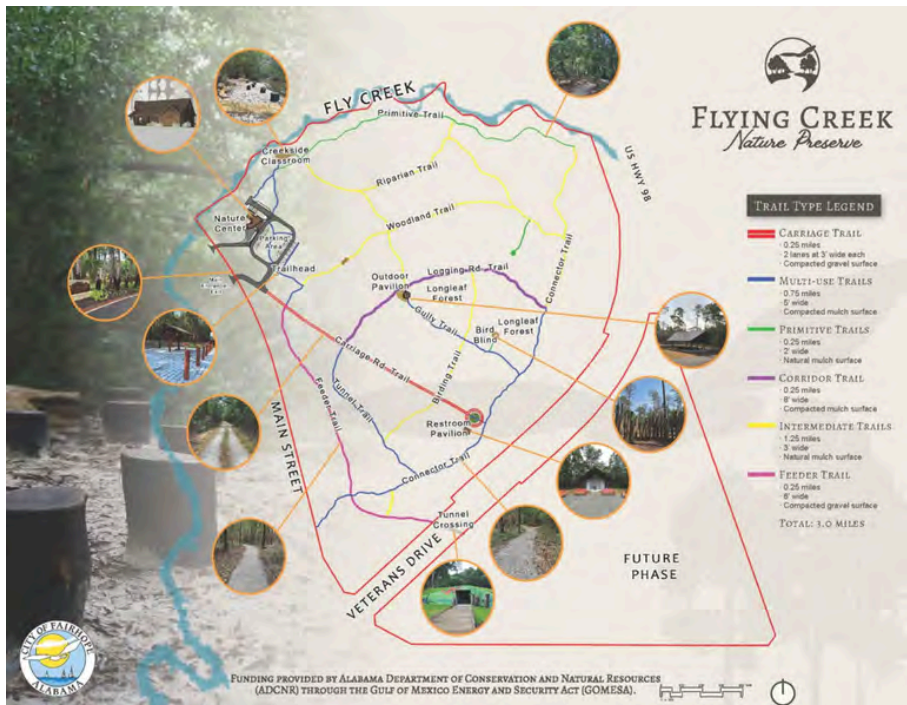 FLY CREEK
Primitive Trail
Creekside
Classroom
Riparian Trail
US HWY 98
Nature
Center
Woodland Trail
Parking
Area
Trailhead
Main
Entrance
Outdoor
Pavilion
Logging Rd. Trail
Connector Trail
Longleaf
Forest
Gully Trail
Bird
Blind
Longleaf
Forest
Carriage Rd. Trail
Birding Trail
Tunnel Trail
Feeder Trail
MAIN STREET
Restroom
Pavilion
Connector Trail
Tunnel
Crossing
VETERANS DRIVE
FUTURE
PHASE
FLYING CREEK
Nature Preserve
TRAIL TYPE LEGEND
CARRIAGE TRAIL
· 0.25 miles
· 2 lanes at 3' wide each
· Compacted gravel surface
MULTI-USE TRAILS
· 0.75 miles
· 5' wide
· Compacted mulch surface
PRIMITIVE TRAILS
· 0.25 miles
· 2' wide
· Natural mulch surface
CORRIDOR TRAIL
· 0.25 miles
· 8' wide
· Compacted mulch surface
INTERMEDIATE TRAILS
· 1.25 miles
· 3' wide
· Natural mulch surface
FEEDER TRAIL
· 0.25 miles
· 6' wide
· Compacted gravel surface
TOTAL: 3.0 MILES
CITY OF FAIRHOPE
ALABAMA
FUNDING PROVIDED BY ALABAMA DEPARTMENT OF CONSERVATION AND NATURAL RESOURCES
(ADCNR) THROUGH THE GULF OF MEXICO ENERGY AND SECURITY ACT (GOMESA).